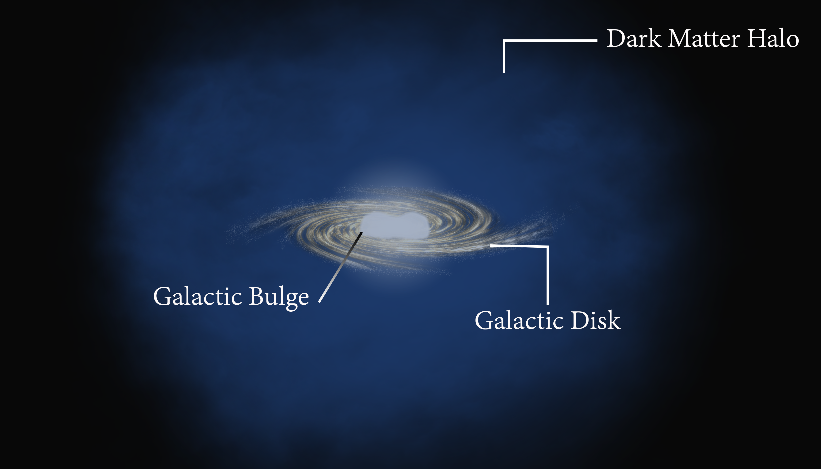 Dark Matter Halo
Galactic Bulge
Galactic Disk